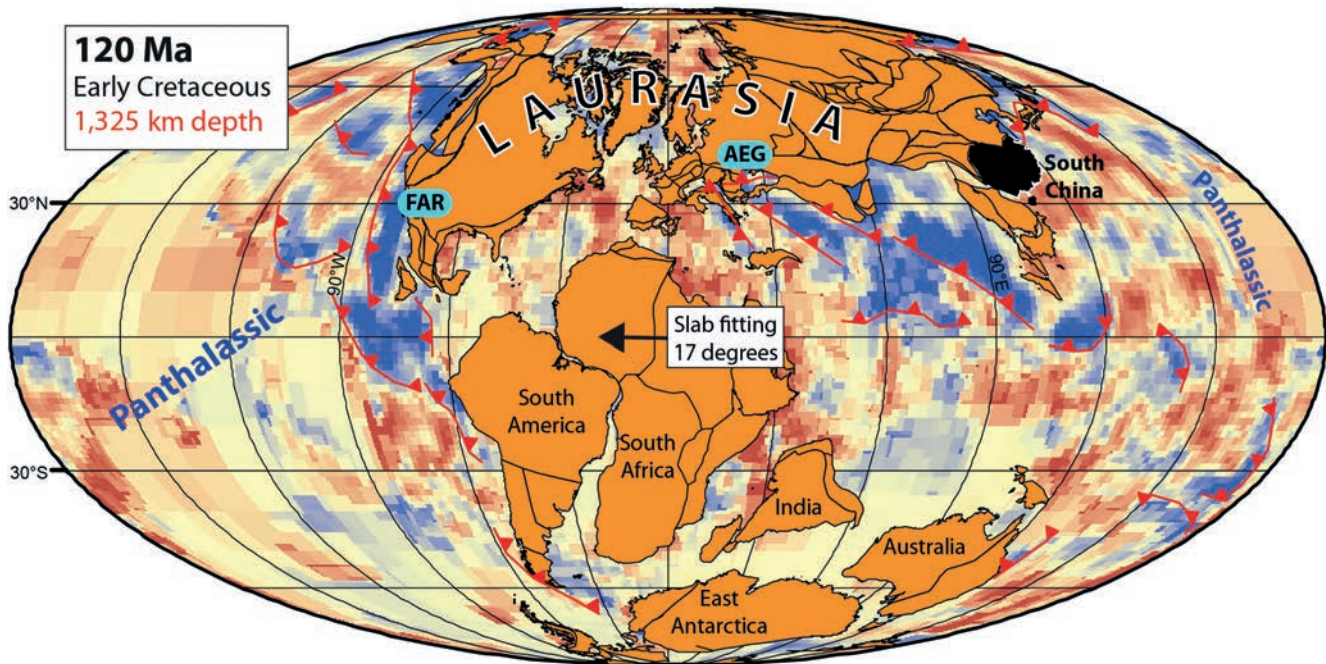 120 Ma
Early Cretaceous
1,325 km depth
LAURASIA
AEG
South
China
FAR
30°N
Panthalassic
90°W
90°E
Panthalassic
Slab fitting
17 degrees
South
America
South
Africa
30°S
India
Australia
East
Antarctica